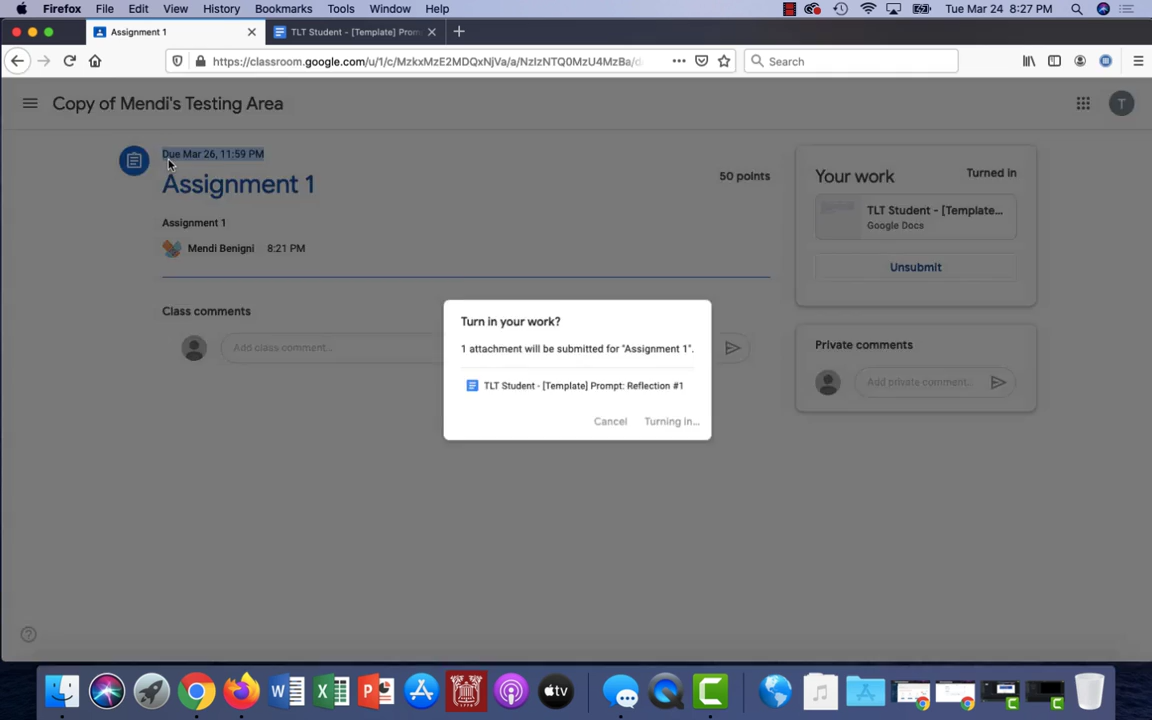 Firefox File Edit View History Bookmarks Tools Window Help Tue Mar 24 8:27 PM
Assignment 1 TLT Student - [Template] Prom
https://classroom.google.com/u/1/c/MzkxMzE2MDQxNjVa/a/NzIzNTQ0MzU4MzBa/d Search
Copy of Mendi's Testing Area T
Due Mar 26, 11:59 PM
Assignment 1
50 points
Assignment 1
Mendi Benigni 8:21 PM
Class comments
Add class comment...
Your work Turned in
TLT Student - [Template...
Google Docs
Unsubmit
Private comments
Add private comment...
Turn in your work?
1 attachment will be submitted for "Assignment 1".
TLT Student - [Template] Prompt: Reflection #1
Cancel Turning in...
tv